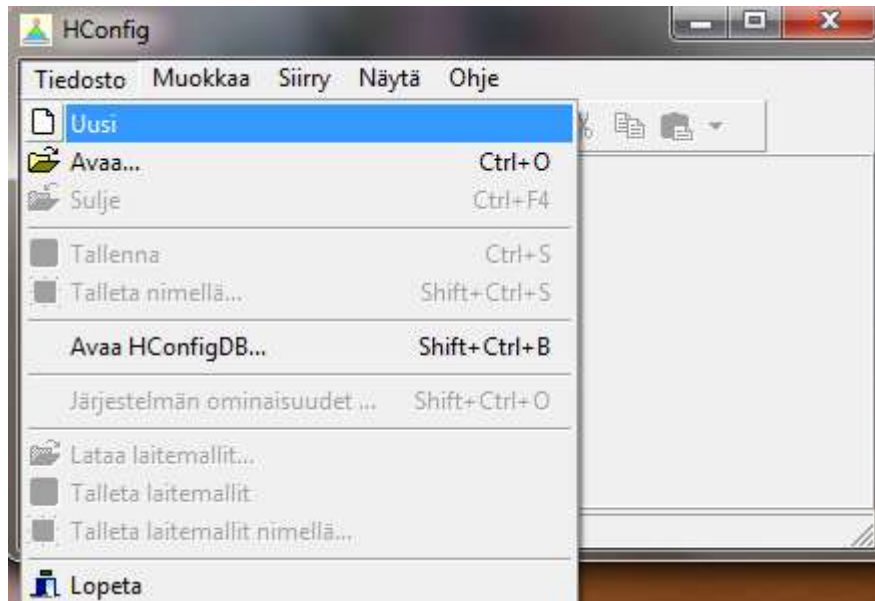 HConfig
Tiedosto Muokkaa Siirry Näytä Ohje
Uusi
Avaa... Ctrl+O
Sulje Ctrl+F4
Tallenna Ctrl+S
Talleta nimellä... Shift+Ctrl+S
Avaa HConfigDB... Shift+Ctrl+B
Järjestelmän ominaisuudet ... Shift+Ctrl+O
Lataa laitemallit...
Talleta laitemallit
Talleta laitemallit nimellä...
Lopeta